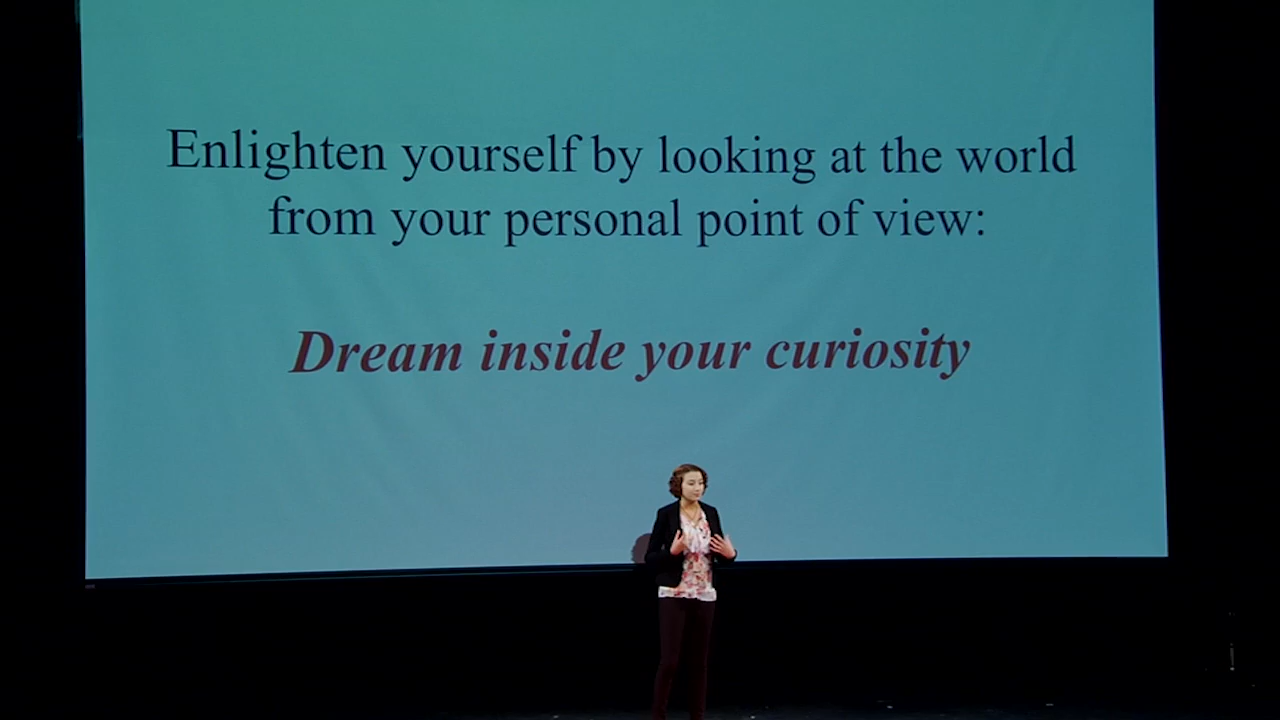 Enlighten yourself by looking at the world
from your personal point of view:
Dream inside your curiosity